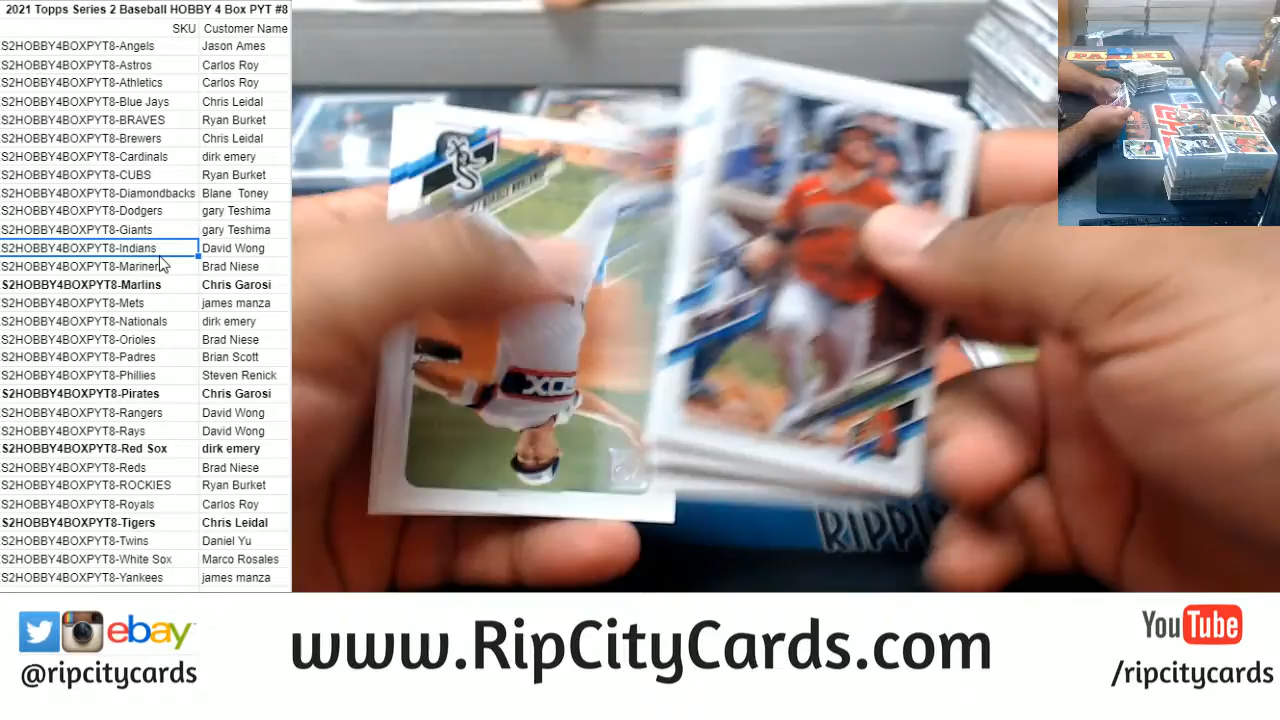 2021 Topps Series 2 Baseball HOBBY 4 Box PYT #8
SKU Customer Name
S2HOBBY4BOXPYT8-Angels Jason Ames
S2HOBBY4BOXPYT8-Astros Carlos Roy
S2HOBBY4BOXPYT8-Athletics Carlos Roy
S2HOBBY4BOXPYT8-Blue Jays Chris Leidal
S2HOBBY4BOXPYT8-BRAVES Ryan Burket
S2HOBBY4BOXPYT8-Brewers Chris Leidal
S2HOBBY4BOXPYT8-Cardinals dirk emery
S2HOBBY4BOXPYT8-CUBS Ryan Burket
S2HOBBY4BOXPYT8-Diamondbacks Blane Toney
S2HOBBY4BOXPYT8-Dodgers gary Teshima
S2HOBBY4BOXPYT8-Giants gary Teshima
S2HOBBY4BOXPYT8-Indians David Wong
S2HOBBY4BOXPYT8-Mariner Brad Niese
S2HOBBY4BOXPYT8-Marlins Chris Garosi
S2HOBBY4BOXPYT8-Mets james manza
S2HOBBY4BOXPYT8-Nationals dirk emery
S2HOBBY4BOXPYT8-Orioles Brad Niese
S2HOBBY4BOXPYT8-Padres Brian Scott
S2HOBBY4BOXPYT8-Phillies Steven Renick
S2HOBBY4BOXPYT8-Pirates Chris Garosi
S2HOBBY4BOXPYT8-Rangers David Wong
S2HOBBY4BOXPYT8-Rays David Wong
S2HOBBY4BOXPYT8-Red Sox dirk emery
S2HOBBY4BOXPYT8-Reds Brad Niese
S2HOBBY4BOXPYT8-ROCKIES Ryan Burket
S2HOBBY4BOXPYT8-Royals Carlos Roy
S2HOBBY4BOXPYT8-Tigers Chris Leidal
S2HOBBY4BOXPYT8-Twins Daniel Yu
S2HOBBY4BOXPYT8-White Sox Marco Rosales
S2HOBBY4BOXPYT8-Yankees james manza
PANINI
SOX
RIPPI
ebay
@ripcitycards
www.RipCityCards.com
YouTube
/ripcitycards